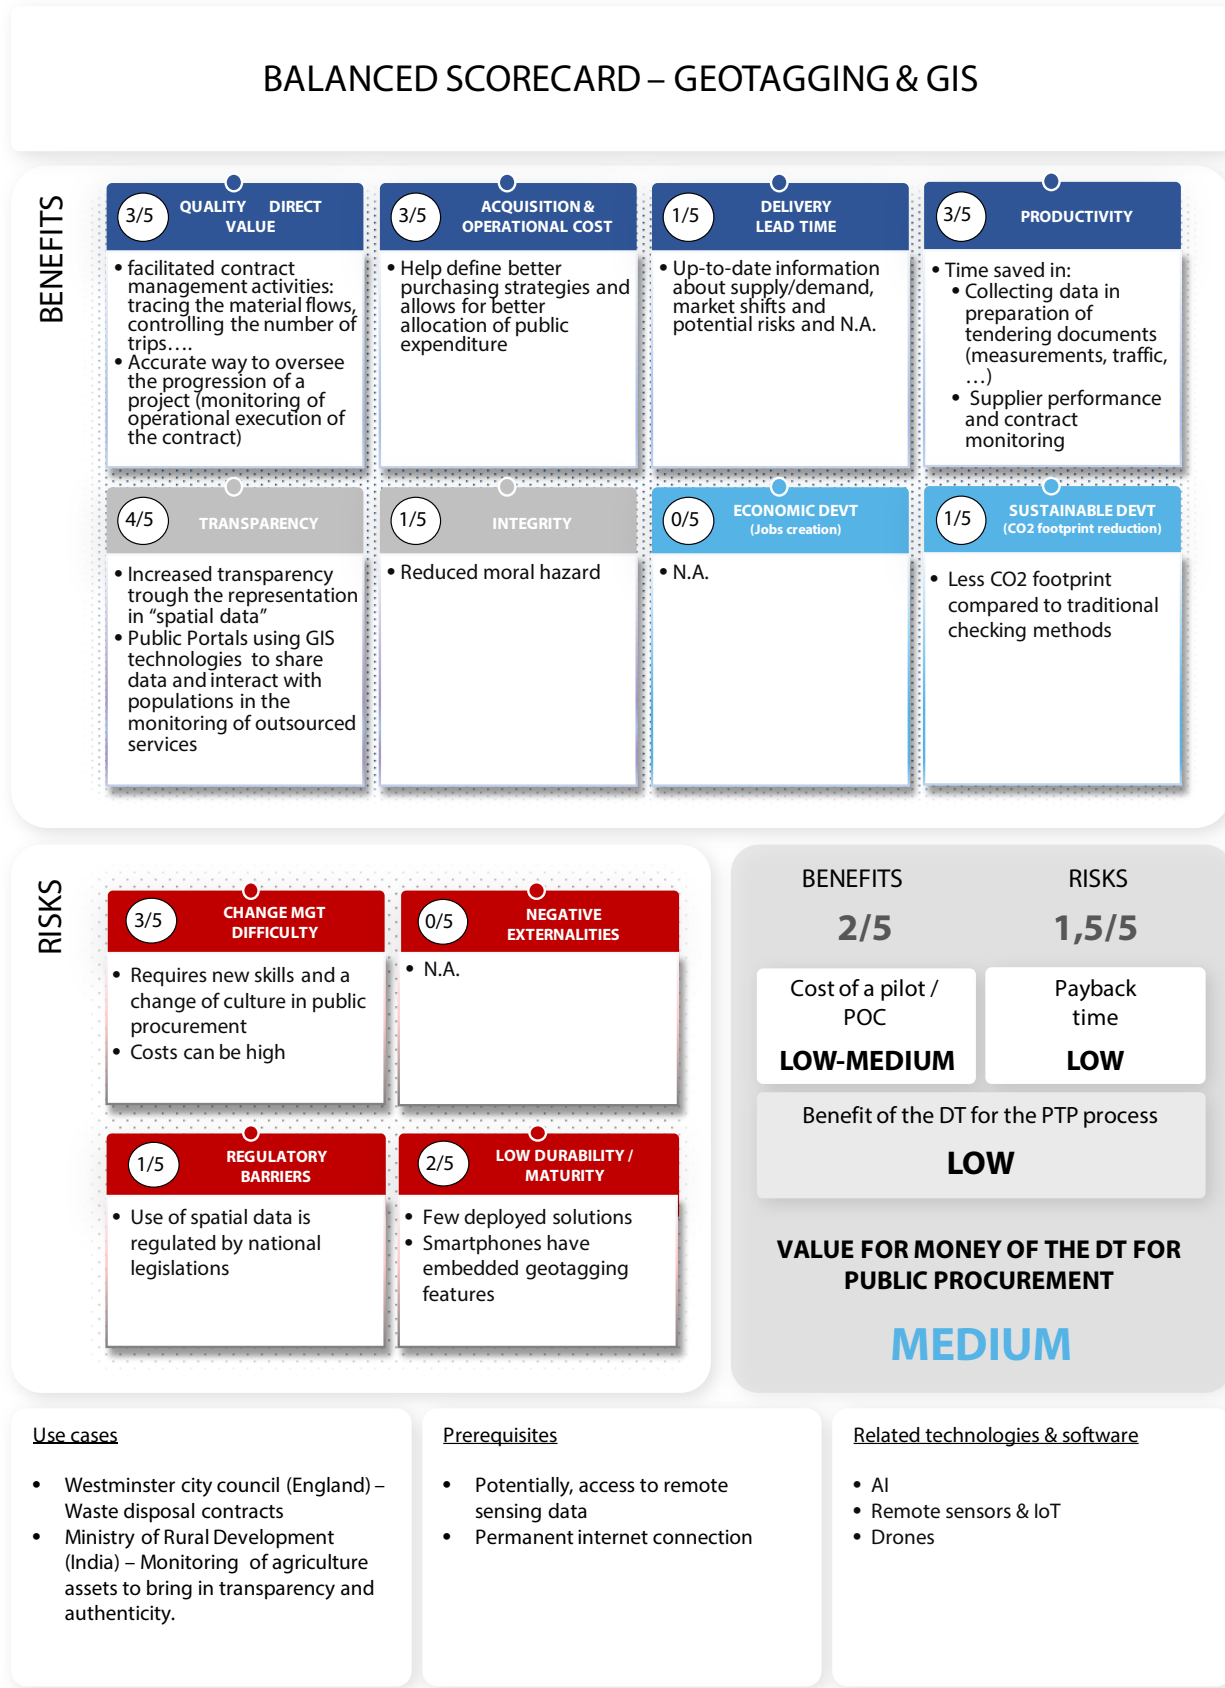 BALANCED SCORECARD – GEOTAGGING & GIS
BENEFITS
3/5
QUALITY DIRECT
VALUE
• facilitated contract
management activities:
tracing the material flows,
controlling the number of
trips….
• Accurate way to oversee
the progression of a
project (monitoring of
operational execution of
the contract)
3/5
ACQUISITION &
OPERATIONAL COST
• Help define better
purchasing strategies and
allows for better
allocation of public
expenditure
1/5
DELIVERY
LEAD TIME
• Up-to-date information
about supply/demand,
market shifts and
potential risks and N.A.
3/5
PRODUCTIVITY
• Time saved in:
• Collecting data in
preparation of
tendering documents
(measurements, traffic,
…)
• Supplier performance
and contract
monitoring
4/5
TRANSPARENCY
• Increased transparency
trough the representation
in “spatial data”
• Public Portals using GIS
technologies to share
data and interact with
populations in the
monitoring of outsourced
services
1/5
INTEGRITY
• Reduced moral hazard
0/5
ECONOMIC DEVT
(Jobs creation)
• N.A.
1/5
SUSTAINABLE DEVT
(CO2 footprint reduction)
• Less CO2 footprint
compared to traditional
checking methods
RISKS
3/5
CHANGE MGT
DIFFICULTY
• Requires new skills and a
change of culture in public
procurement
• Costs can be high
0/5
NEGATIVE
EXTERNALITIES
• N.A.
1/5
REGULATORY
BARRIERS
• Use of spatial data is
regulated by national
legislations
2/5
LOW DURABILITY /
MATURITY
• Few deployed solutions
• Smartphones have
embedded geotagging
features
BENEFITS
2/5
RISKS
1,5/5
Cost of a pilot /
POC
LOW-MEDIUM
Payback
time
LOW
Benefit of the DT for the PTP process
LOW
VALUE FOR MONEY OF THE DT FOR
PUBLIC PROCUREMENT
MEDIUM
Use cases
• Westminster city council (England) –
Waste disposal contracts
• Ministry of Rural Development
(India) – Monitoring of agriculture
assets to bring in transparency and
authenticity.
Prerequisites
• Potentially, access to remote
sensing data
• Permanent internet connection
Related technologies & software
• AI
• Remote sensors & IoT
• Drones